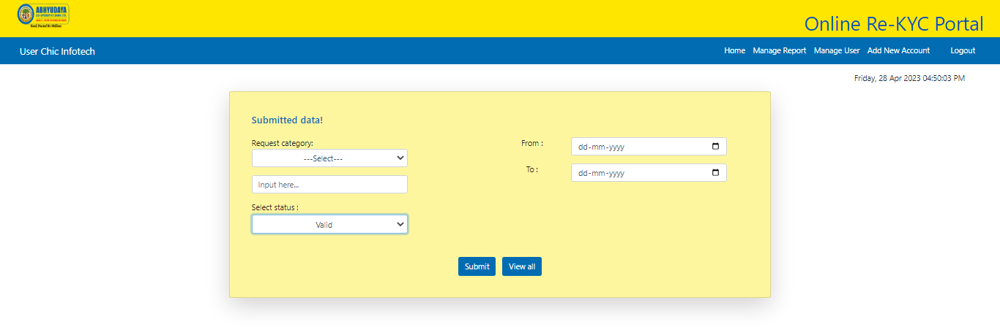 ABHYUDAYA
CO-OPERATIVE BANK LTD.
Online Re-KYC Portal
User Chic Infotech
Home Manage Report Manage User Add New Account Logout
Friday, 28 Apr 2023 04:50:03 PM
Submitted data!
Request category:
---Select---
Input here...
Select status :
Valid
From :
dd-mm-yyyy
To :
dd-mm-yyyy
Submit View all